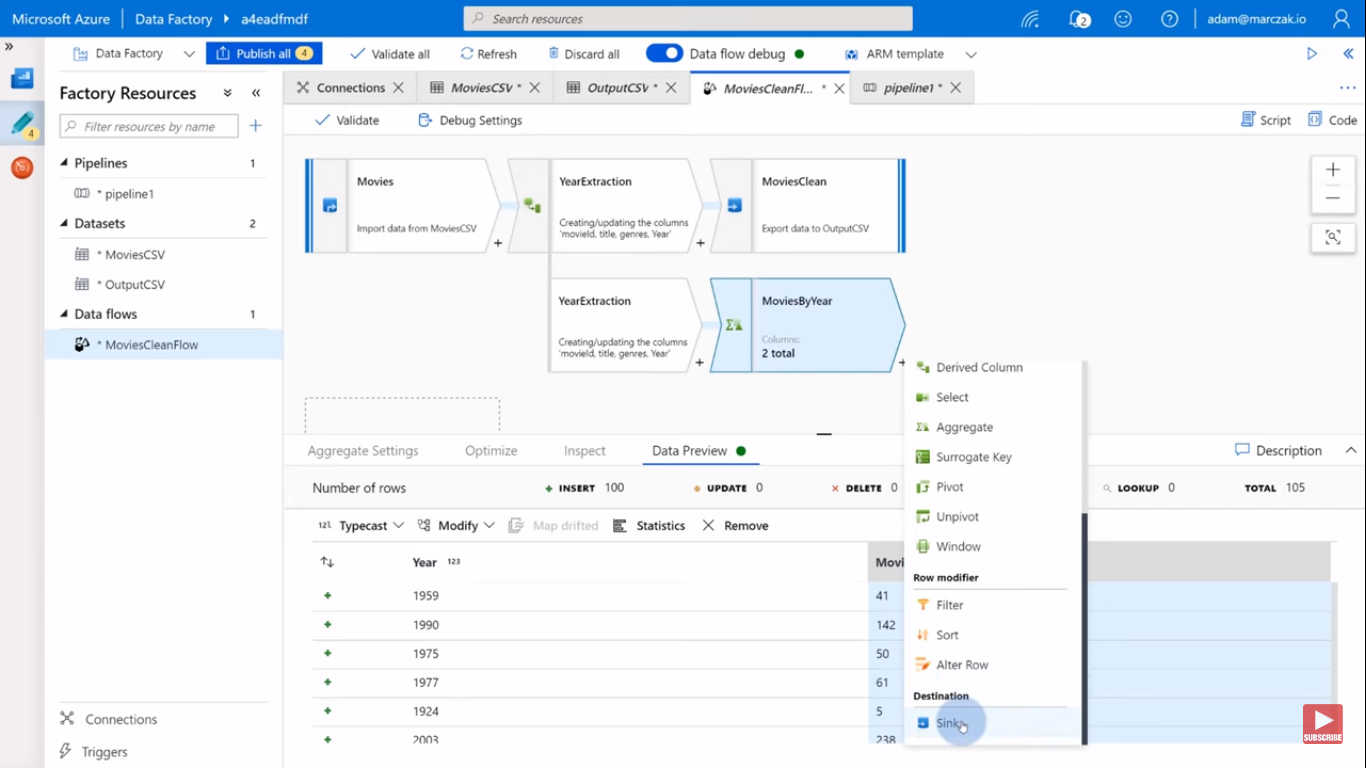 Microsoft Azure
Data Factory
a4eadfmdf
Search resources
2
adam@marczak.io
Data Factory
Publish all 4
Validate all
Refresh
Discard all
Data flow debug
ARM template
4
Factory Resources
Filter resources by name
Pipelines 1
* pipeline1
Datasets 2
* MoviesCSV
* OutputCSV
Data flows 1
* MoviesCleanFlow
Connections
Triggers
Connections
MoviesCSV *
OutputCSV *
MoviesCleanFl... *
pipeline1 *
Validate
Debug Settings
Script
Code
Movies
Import data from MoviesCSV
YearExtraction
Creating/updating the columns
'movieId, title, genres, Year'
MoviesClean
Export data to OutputCSV
YearExtraction
Creating/updating the columns
'movieId, title, genres, Year'
MoviesByYear
Columns:
2 total
Derived Column
Select
Aggregate
Surrogate Key
Pivot
Unpivot
Window
Row modifier
Filter
Sort
Alter Row
Destination
Sink
Aggregate Settings
Optimize
Inspect
Data Preview
Description
Number of rows
INSERT 100
UPDATE 0
DELETE 0
LOOKUP 0
TOTAL 105
Typecast
Modify
Map drifted
Statistics
Remove
Year 123
Movi
1959 41
1990 142
1975 50
1977 61
1924 5
2003 238
SUBSCRIBE